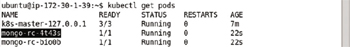 ubuntu@ip-172-30-1-39:~$ kubectl get pods
NAME READY STATUS RESTARTS AGE
k8s-master-127.0.0.1 3/3 Running 0 7m
mongo-rc-4t43s 1/1 Running 0 22s
mongo-rc-b1o0b 1/1 Running 0 22s